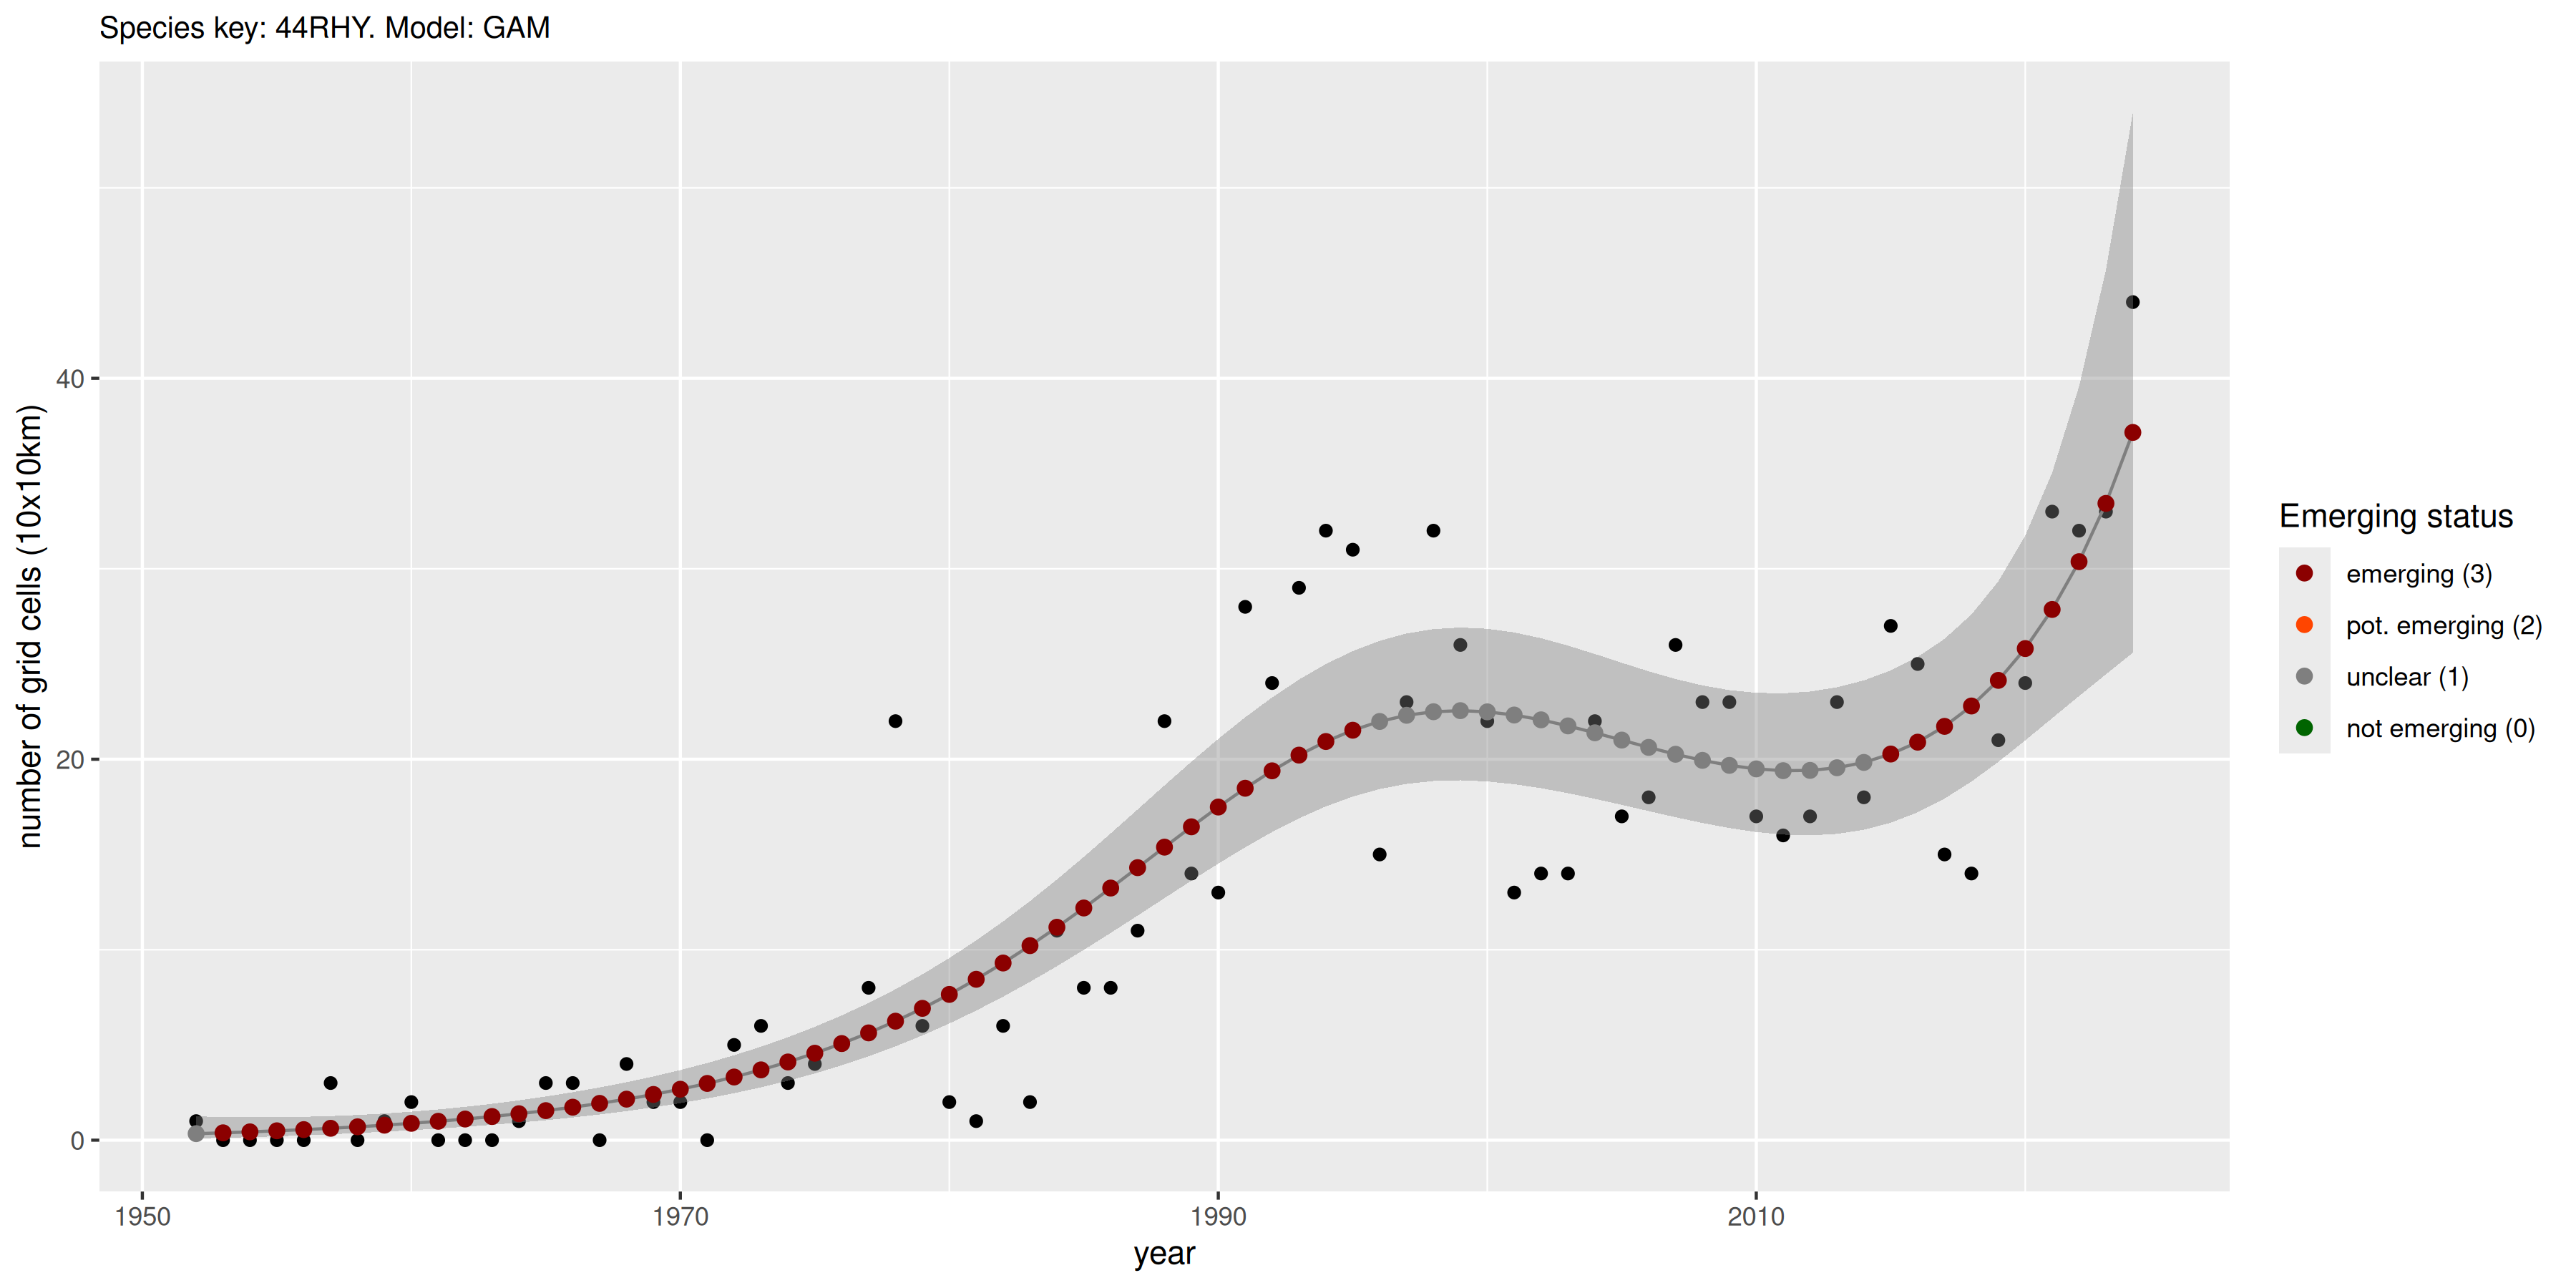 Species key: 44RHY. Model: GAM
number of grid cells (10x10km)
40
20
0
1950
1970
1990
2010
year
Emerging status
emerging (3)
pot. emerging (2)
unclear (1)
not emerging (0)